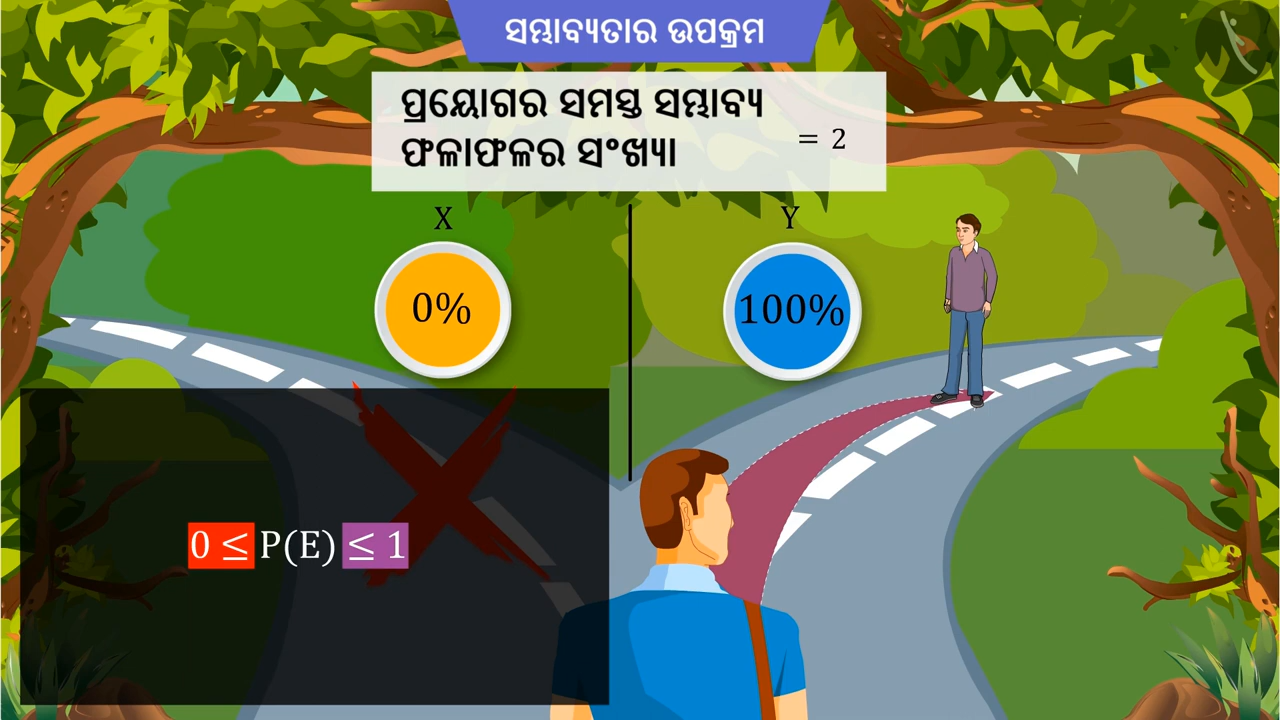 ସମ୍ଭାବ୍ୟତାର ଉପକ୍ରମ
ପ୍ରୟୋଗର ସମସ୍ତ ସମ୍ଭାବ୍ୟ
ଫଳାଫଳର ସଂଖ୍ୟା = 2
X Y
0% 100%
0 ≤ P(E) ≤ 1